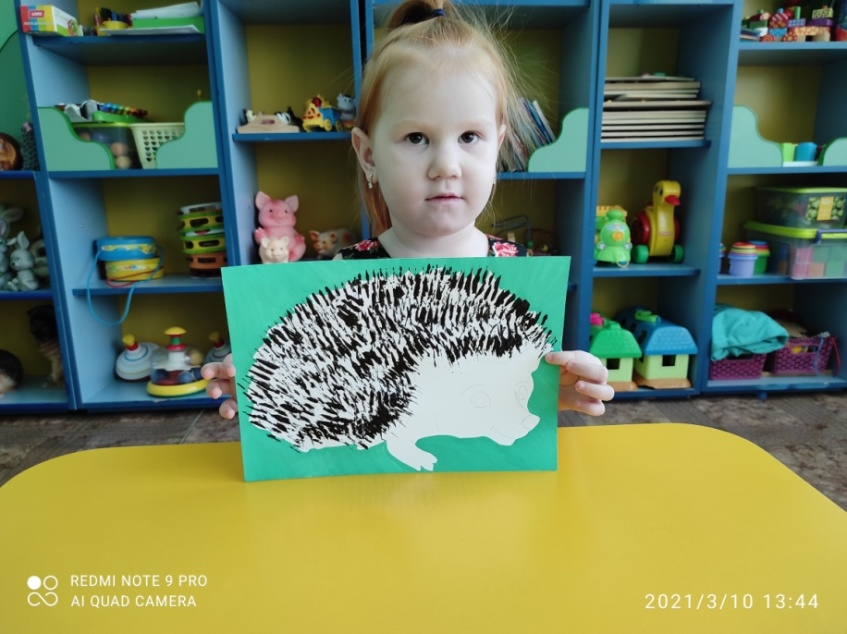 REDMI NOTE 9 PRO
AI QUAD CAMERA
2021/3/10 13:44